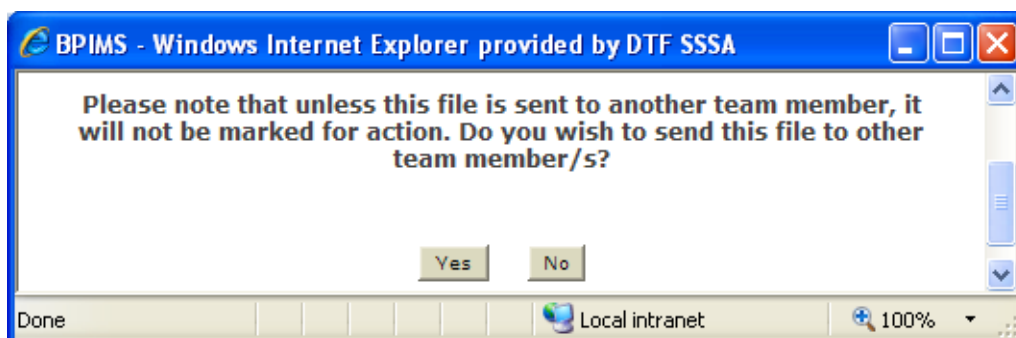 BPIMS - Windows Internet Explorer provided by DTF SSSA
Please note that unless this file is sent to another team member, it
will not be marked for action. Do you wish to send this file to other
team member/s?
Yes No
Done Local intranet 100%